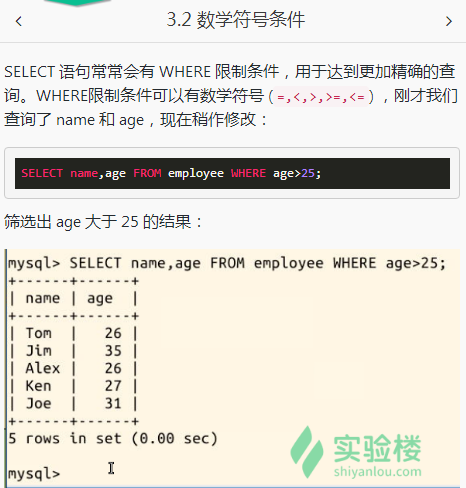 3.2 数学符号条件
SELECT 语句常常会有 WHERE 限制条件，用于达到更加精确的查
询。WHERE限制条件可以有数学符号 (=,<,>,>=,<=) ，刚才我们
查询了 name 和 age，现在稍作修改：
SELECT name,age FROM employee WHERE age>25;
筛选出 age 大于 25 的结果：
mysql> SELECT name,age FROM employee WHERE age>25;
+------+------+
| name | age  |
+------+------+
| Tom  |   26 |
| Jim  |   35 |
| Alex |   26 |
| Ken  |   27 |
| Joe  |   31 |
+------+------+
5 rows in set (0.00 sec)
实验楼
shiyanlou.com
mysql>